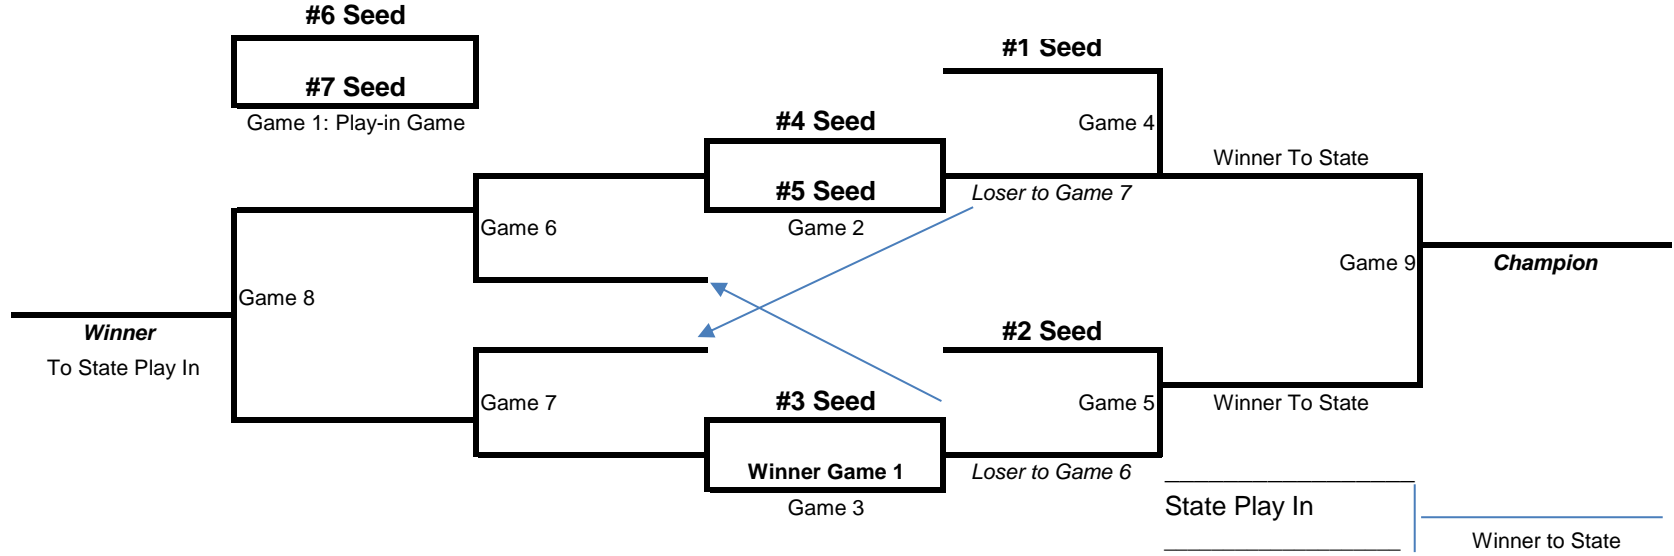 #6 Seed
#7 Seed
Game 1: Play-in Game
#1 Seed
#4 Seed
Game 4
Winner To State
#5 Seed
Loser to Game 7
Game 6
Game 2
Game 9
Champion
Game 8
Winner
To State Play In
#2 Seed
Game 7
#3 Seed
Game 5
Winner To State
Winner Game 1
Loser to Game 6
Game 3
State Play In
Winner to State